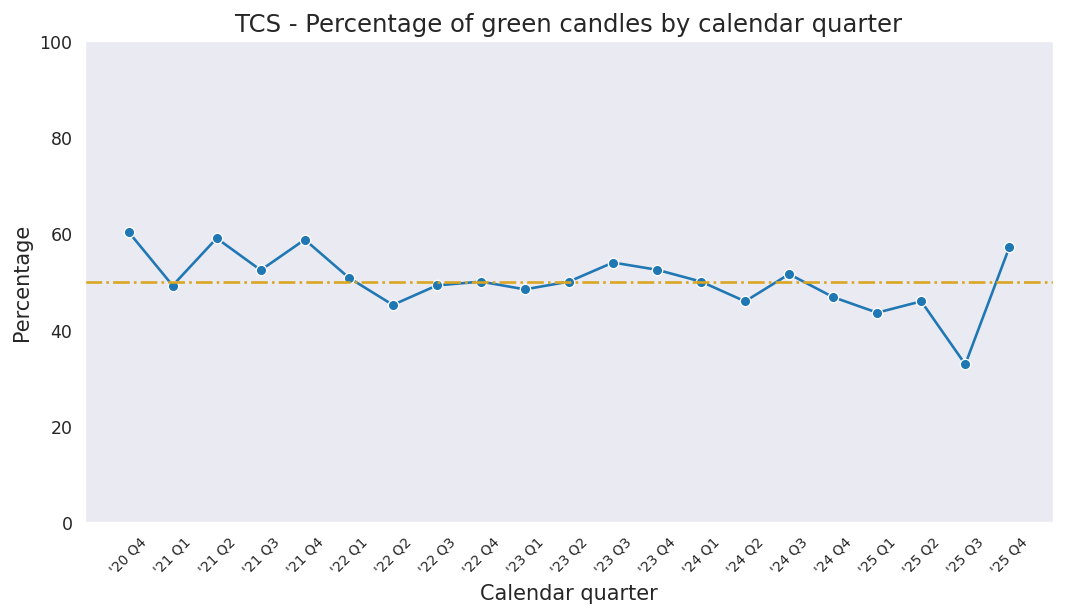 TCS - Percentage of green candles by calendar quarter
100
80
60
40
20
0
Percentage
'20 Q4
'21 Q1
'21 Q2
'21 Q3
'21 Q4
'22 Q1
'22 Q2
'22 Q3
'22 Q4
'23 Q1
'23 Q2
'23 Q3
'23 Q4
'24 Q1
'24 Q2
'24 Q3
'24 Q4
'25 Q1
'25 Q2
'25 Q3
'25 Q4
Calendar quarter